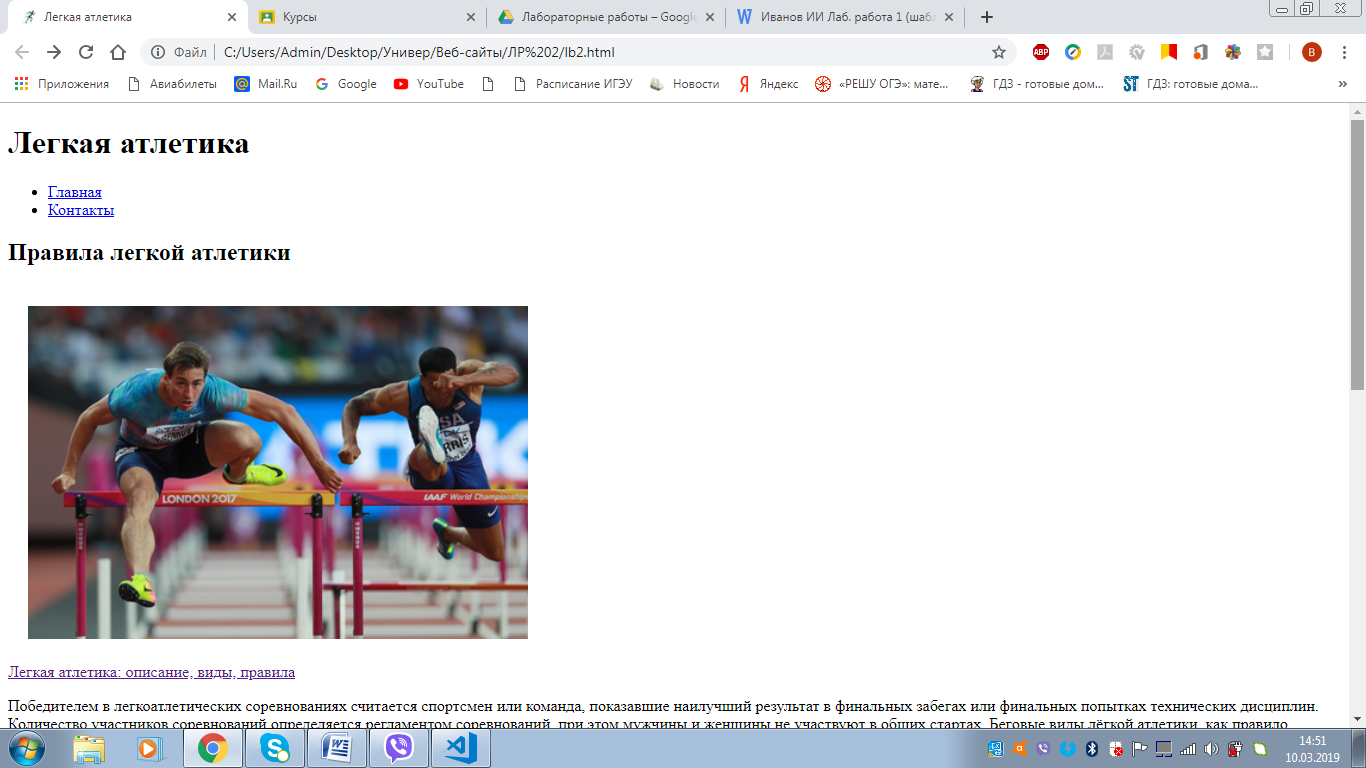 Легкая атлетика
Курсы
Лабораторные работы – Google
Иванов ИИ Лаб. работа 1 (шаб
Файл
C:/Users/Admin/Desktop/Универ/Веб-сайты/ЛР%202/lb2.html
ABP
B
Приложения
Авиабилеты
Mail.Ru
Google
YouTube
Расписание ИГЭУ
Новости
Яндекс
«РЕШУ ОГЭ»: мате...
ГДЗ - готовые дом...
ГДЗ: готовые дома...
Легкая атлетика
Главная
Контакты
Правила легкой атлетики
USA
LONDON 2017
IAAF World Championships
Легкая атлетика: описание, виды, правила
Победителем в легкоатлетических соревнованиях считается спортсмен или команда, показавшие наилучший результат в финальных забегах или финальных попытках технических дисциплин.
Количество участников соревнований определяется регламентом соревнований, при этом мужчины и женщины не участвуют в общих стартах. Беговые виды лёгкой атлетики, как правило
14:51
10.03.2019